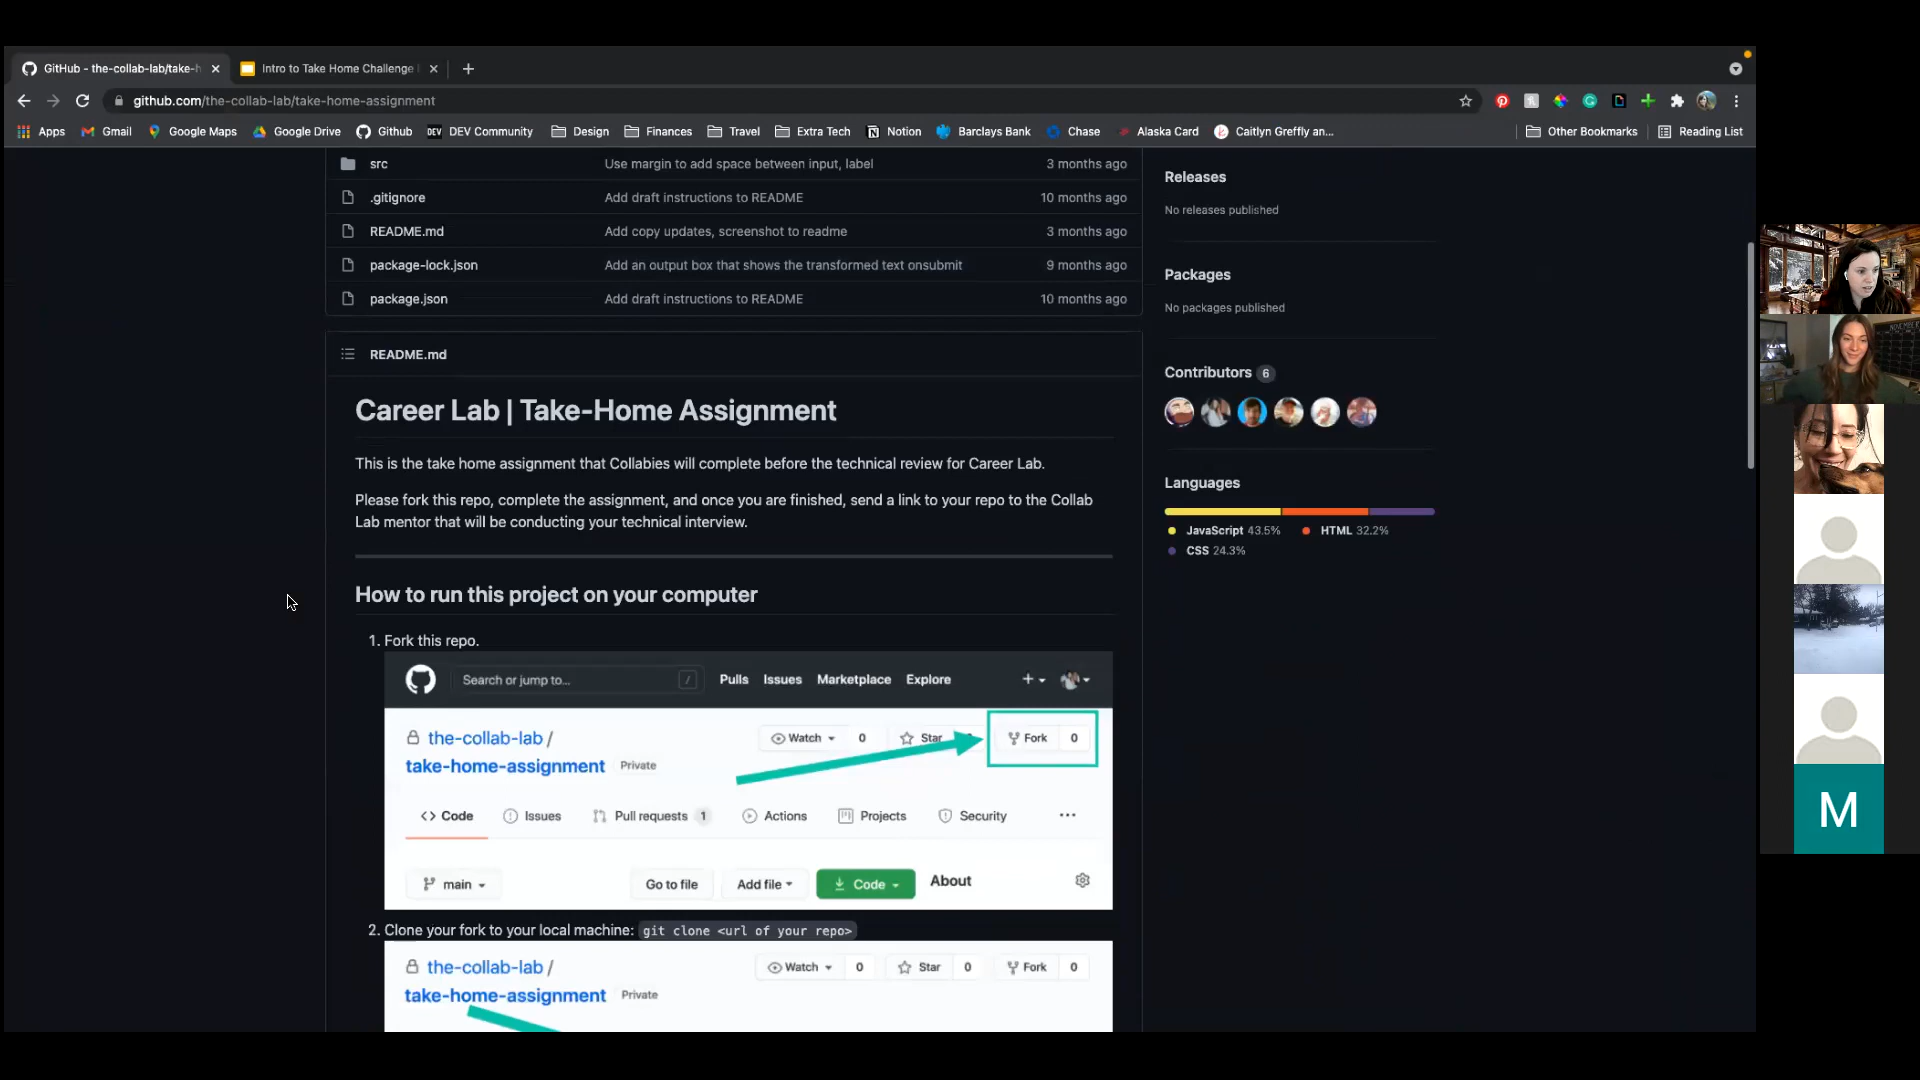 GitHub - the-collab-lab/take-h
Intro to Take Home Challenge
github.com/the-collab-lab/take-home-assignment
Apps Gmail Google Maps Google Drive Github DEV DEV Community Design Finances Travel Extra Tech Notion Barclays Bank Chase Alaska Card Caitlyn Greffly an... Other Bookmarks Reading List
src Use margin to add space between input, label 3 months ago
.gitignore Add draft instructions to README 10 months ago
README.md Add copy updates, screenshot to readme 3 months ago
package-lock.json Add an output box that shows the transformed text onsubmit 9 months ago
package.json Add draft instructions to README 10 months ago
README.md
Career Lab | Take-Home Assignment
This is the take home assignment that Collabies will complete before the technical review for Career Lab.
Please fork this repo, complete the assignment, and once you are finished, send a link to your repo to the Collab
Lab mentor that will be conducting your technical interview.
How to run this project on your computer
1. Fork this repo.
Search or jump to... / Pulls Issues Marketplace Explore
the-collab-lab / Watch 0 Star Fork 0
take-home-assignment Private
Code Issues Pull requests 1 Actions Projects Security ...
main Go to file Add file Code About
2. Clone your fork to your local machine: git clone <url of your repo>
the-collab-lab / Watch 0 Star 0 Fork 0
take-home-assignment Private
Releases
No releases published
Packages
No packages published
Contributors 6
Languages
JavaScript 43.5% HTML 32.2%
CSS 24.3%
NOVEMBER
M